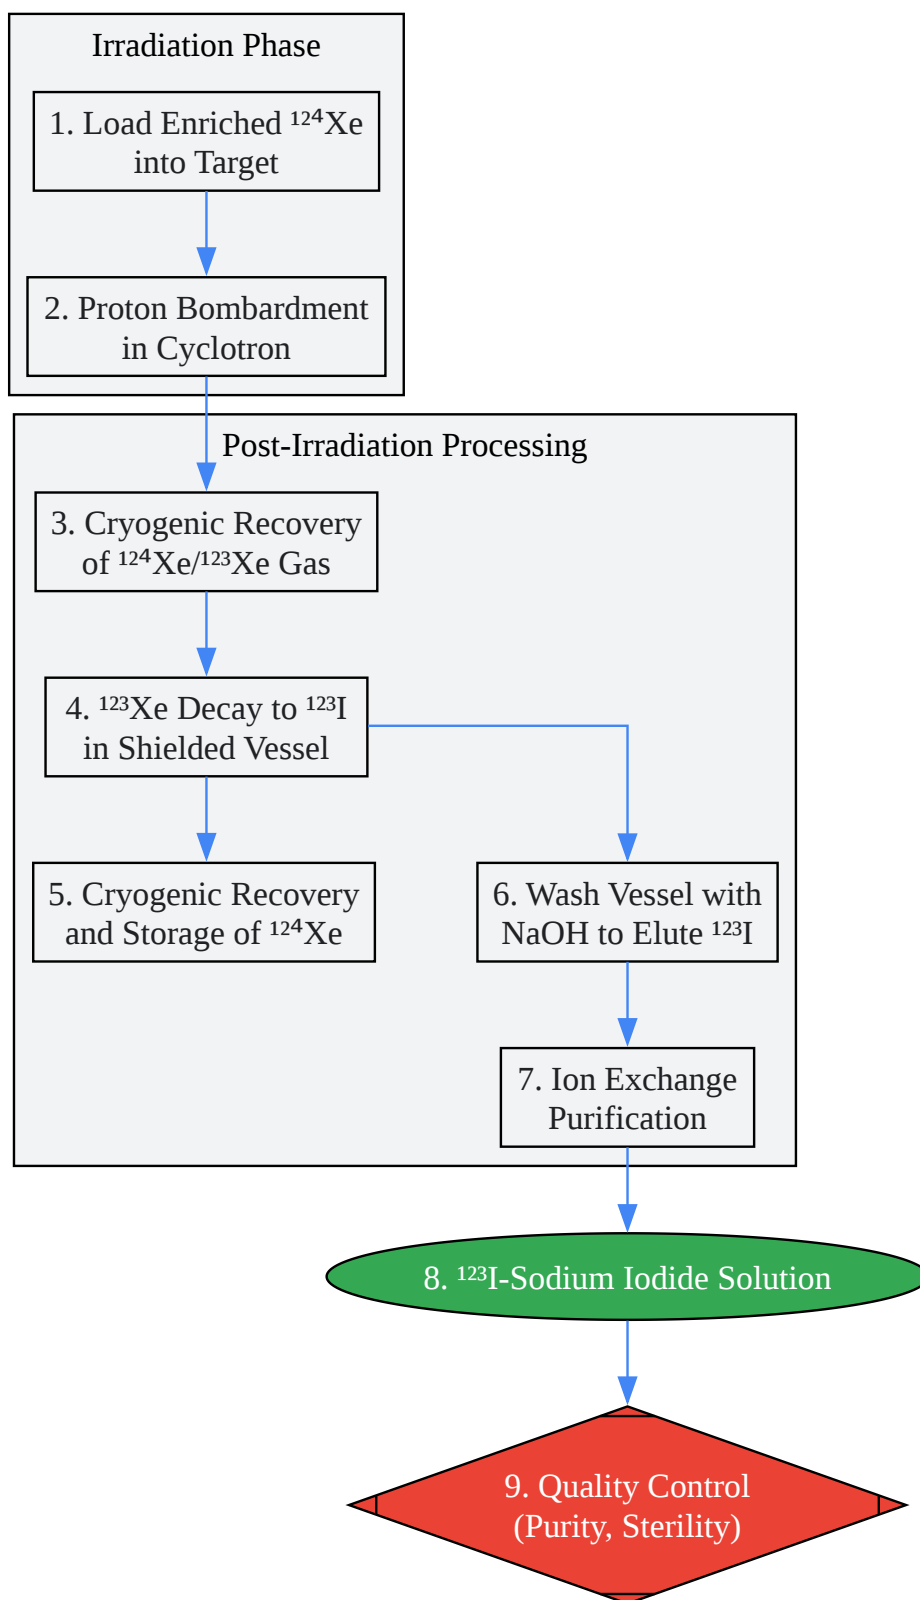 Irradiation Phase
1. Load Enriched ¹²⁴Xe
into Target
2. Proton Bombardment
in Cyclotron
Post-Irradiation Processing
3. Cryogenic Recovery
of ¹²⁴Xe/¹²³Xe Gas
4. ¹²³Xe Decay to ¹²³I
in Shielded Vessel
5. Cryogenic Recovery
and Storage of ¹²⁴Xe
6. Wash Vessel with
NaOH to Elute ¹²³I
7. Ion Exchange
Purification
8. ¹²³I-Sodium Iodide Solution
9. Quality Control
(Purity, Sterility)